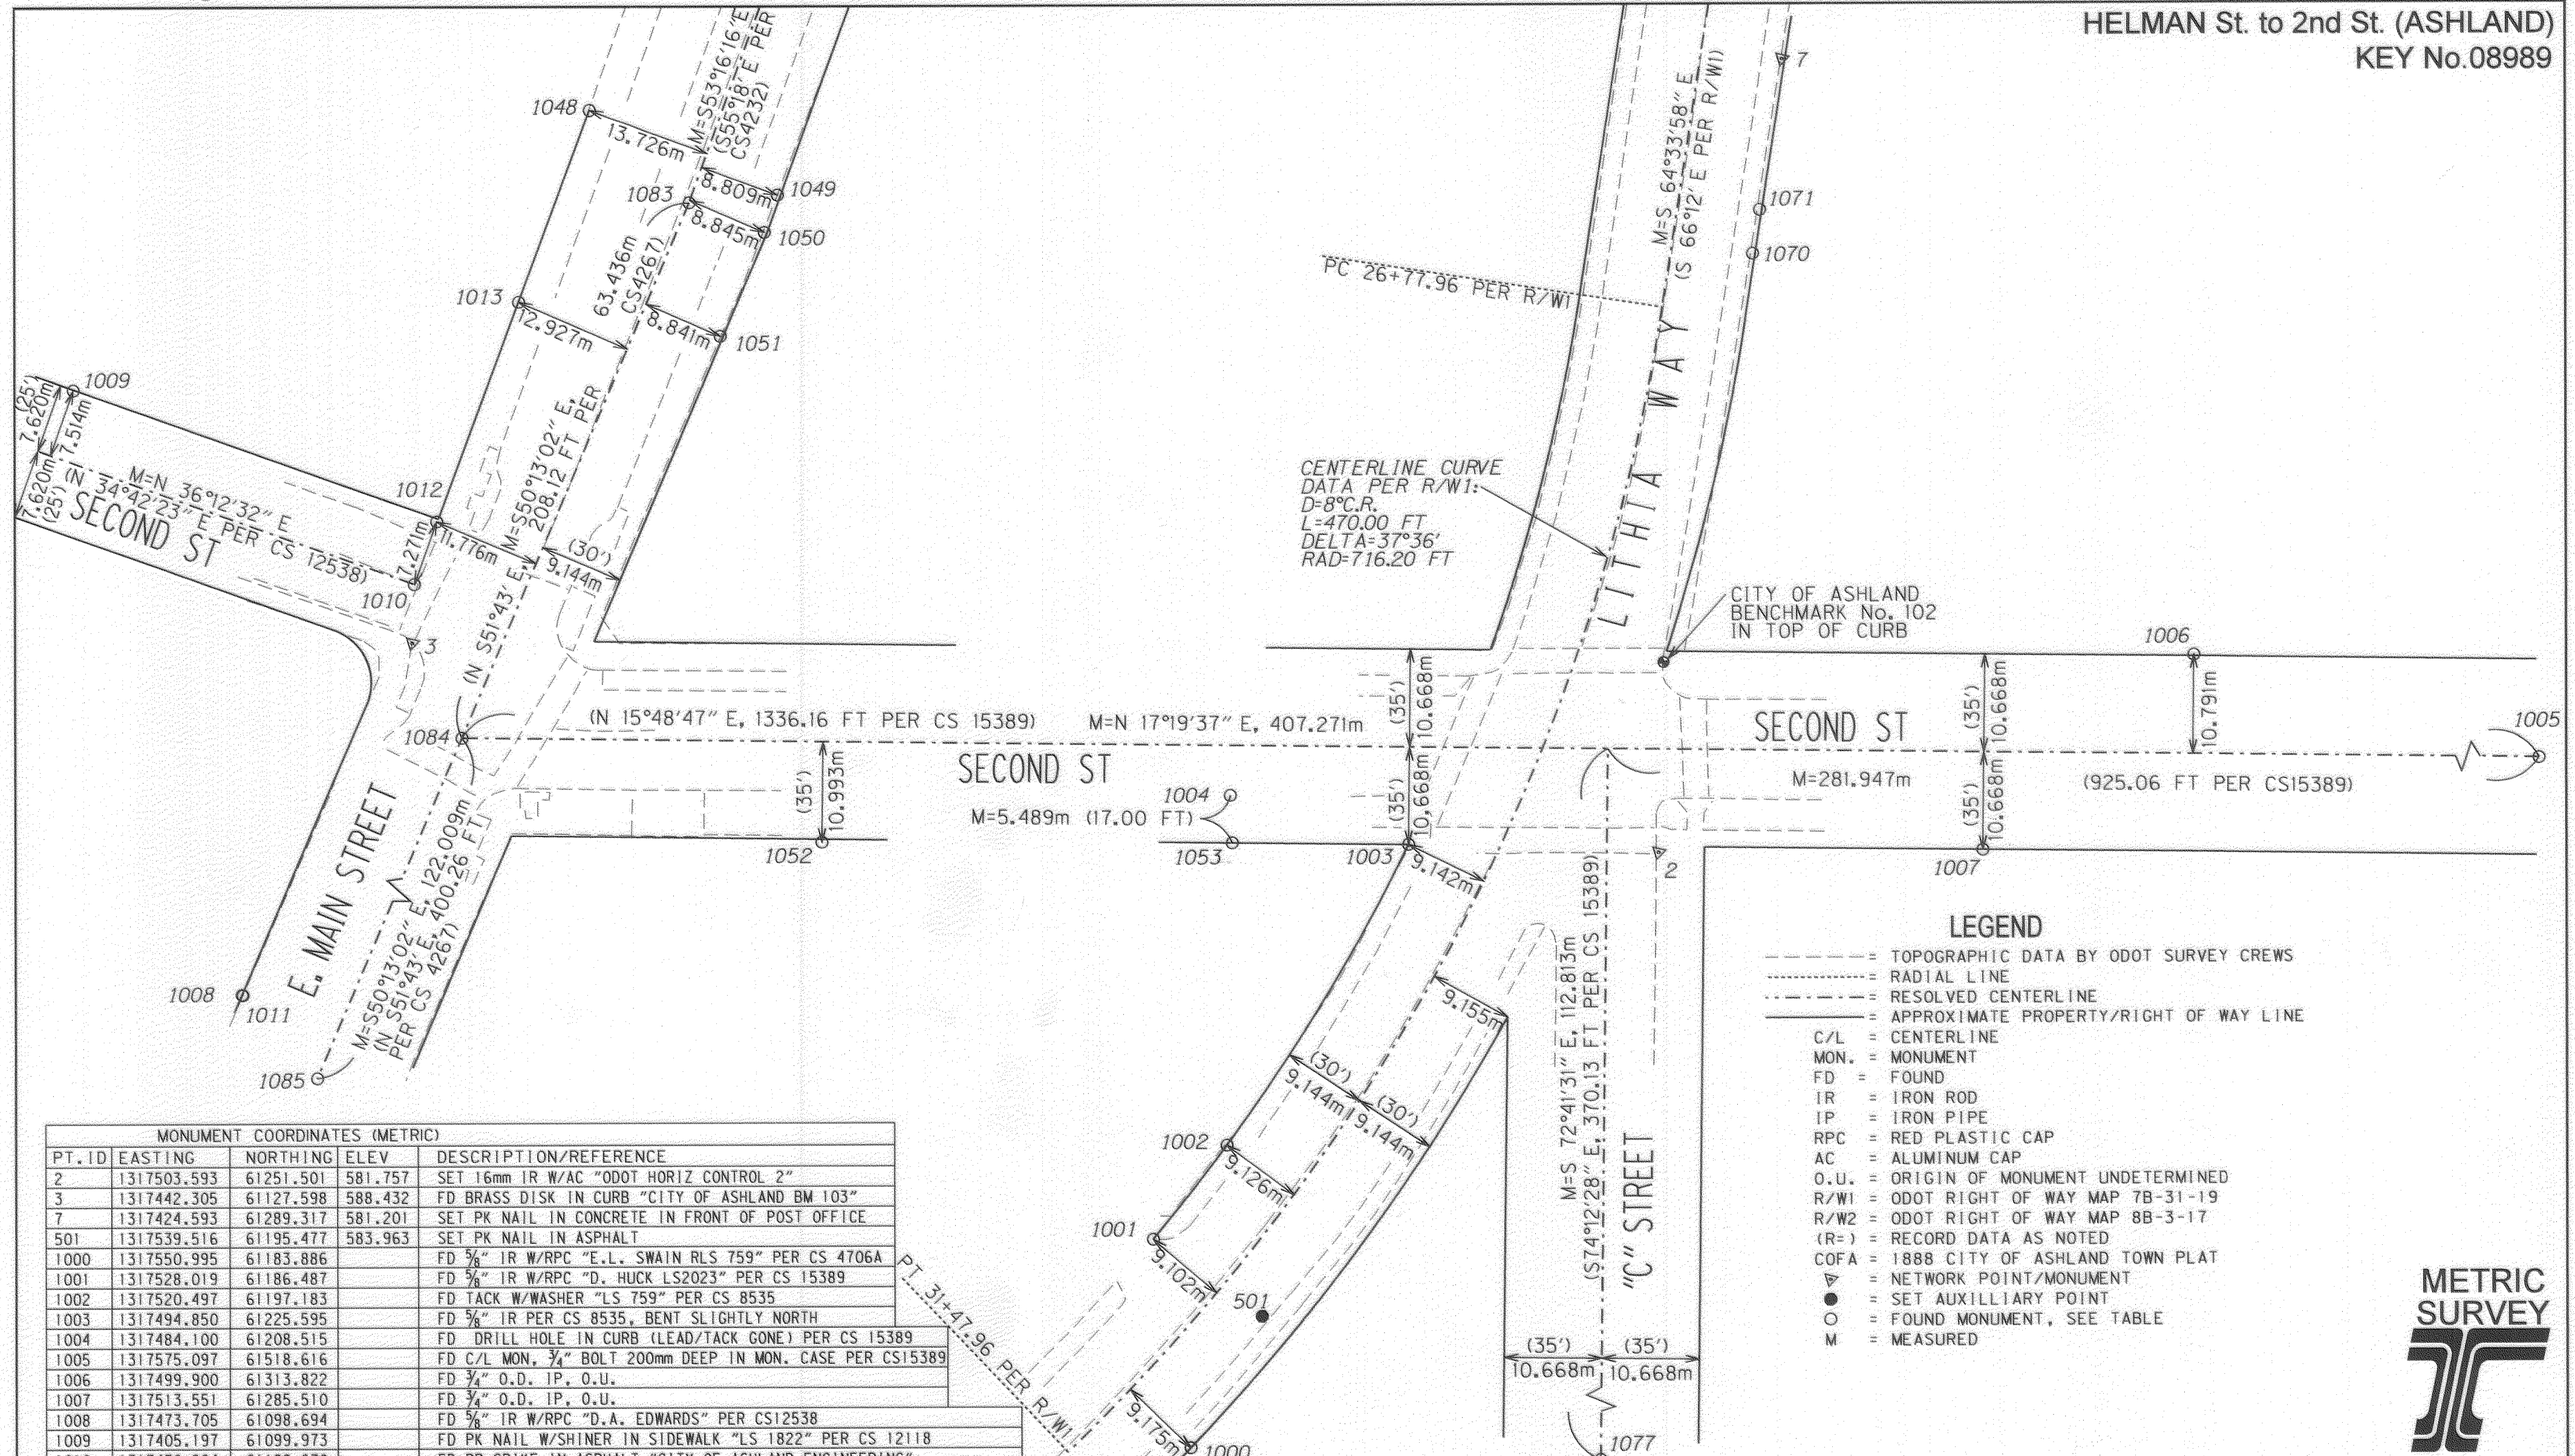 HELMAN St. to 2nd St. (ASHLAND)
KEY No.08989
1048
13.726m
M=S53°16'16"E
(S55°18' E PER
CS4232)
1083
8.809m
1049
8.845m
1050
63.436m
CS4267)
1013
12.927m
8.841m
1051
M=S50°13'02" E,
208.12 FT PER
(N S51°43' E,
1009
(25')
7.620m
7.514m
7.620m
(25')
M=N 36°12'32" E
(N 34°42'23" E PER CS 12538)
SECOND ST
1012
7.271m
11.776m
(30')
9.144m
1010
3
1084
(N 15°48'47" E, 1336.16 FT PER CS 15389)
M=N 17°19'37" E, 407.271m
SECOND ST
(35')
10.993m
1052
1004
M=5.489m (17.00 FT)
1053
1003
E. MAIN STREET
M=S50°13'02" E, 122.009m
(N S51°43' E, 400.26 FT
PER CS 4267)
1008
1011
1085
7
M=S 64°33'58" E
(S 66°12' E PER R/W1)
1071
1070
PC 26+77.96 PER R/W1
LITHIA WAY
CENTERLINE CURVE
DATA PER R/W1:
D=8°C.R.
L=470.00 FT
DELTA=37°36'
RAD=716.20 FT
CITY OF ASHLAND
BENCHMARK No. 102
IN TOP OF CURB
1006
(35')
10.668m
(35')
10.668m
SECOND ST
M=281.947m
(35')
10.668m
(35')
10.668m
10.791m
(925.06 FT PER CS15389)
1005
1007
2
9.142m
9.155m
(30')
9.144m
(30')
9.144m
1002
9.126m
1001
9.102m
501
9.175m
1000
PT 31+47.96 PER R/W1
M=S 72°41'31" E, 112.813m
(S74°12'28" E, 370.13 FT PER CS 15389)
"C" STREET
(35') (35')
10.668m 10.668m
1077
LEGEND
= TOPOGRAPHIC DATA BY ODOT SURVEY CREWS
= RADIAL LINE
= RESOLVED CENTERLINE
= APPROXIMATE PROPERTY/RIGHT OF WAY LINE
C/L = CENTERLINE
MON. = MONUMENT
FD = FOUND
IR = IRON ROD
IP = IRON PIPE
RPC = RED PLASTIC CAP
AC = ALUMINUM CAP
O.U. = ORIGIN OF MONUMENT UNDETERMINED
R/W1 = ODOT RIGHT OF WAY MAP 7B-31-19
R/W2 = ODOT RIGHT OF WAY MAP 8B-3-17
(R= ) = RECORD DATA AS NOTED
COFA = 1888 CITY OF ASHLAND TOWN PLAT
= NETWORK POINT/MONUMENT
= SET AUXILLIARY POINT
= FOUND MONUMENT, SEE TABLE
M = MEASURED
METRIC
SURVEY
MONUMENT COORDINATES (METRIC)
PT.ID EASTING NORTHING ELEV DESCRIPTION/REFERENCE
2 1317503.593 61251.501 581.757 SET 16mm IR W/AC "ODOT HORIZ CONTROL 2"
3 1317442.305 61127.598 588.432 FD BRASS DISK IN CURB "CITY OF ASHLAND BM 103"
7 1317424.593 61289.317 581.201 SET PK NAIL IN CONCRETE IN FRONT OF POST OFFICE
501 1317539.516 61195.477 583.963 SET PK NAIL IN ASPHALT
1000 1317550.995 61183.886 FD 5/8" IR W/RPC "E.L. SWAIN RLS 759" PER CS 4706A
1001 1317528.019 61186.487 FD 5/8" IR W/RPC "D. HUCK LS2023" PER CS 15389
1002 1317520.497 61197.183 FD TACK W/WASHER "LS 759" PER CS 8535
1003 1317494.850 61225.595 FD 5/8" IR PER CS 8535, BENT SLIGHTLY NORTH
1004 1317484.100 61208.515 FD DRILL HOLE IN CURB (LEAD/TACK GONE) PER CS 15389
1005 1317575.097 61518.616 FD C/L MON, 3/4" BOLT 200mm DEEP IN MON. CASE PER CS15389
1006 1317499.900 61313.822 FD 3/4" O.D. IP, O.U.
1007 1317513.551 61285.510 FD 3/4" O.D. IP, O.U.
1008 1317473.705 61098.694 FD 5/8" IR W/RPC "D.A. EDWARDS" PER CS12538
1009 1317405.197 61099.973 FD PK NAIL W/SHINER IN SIDEWALK "LS 1822" PER CS 12118